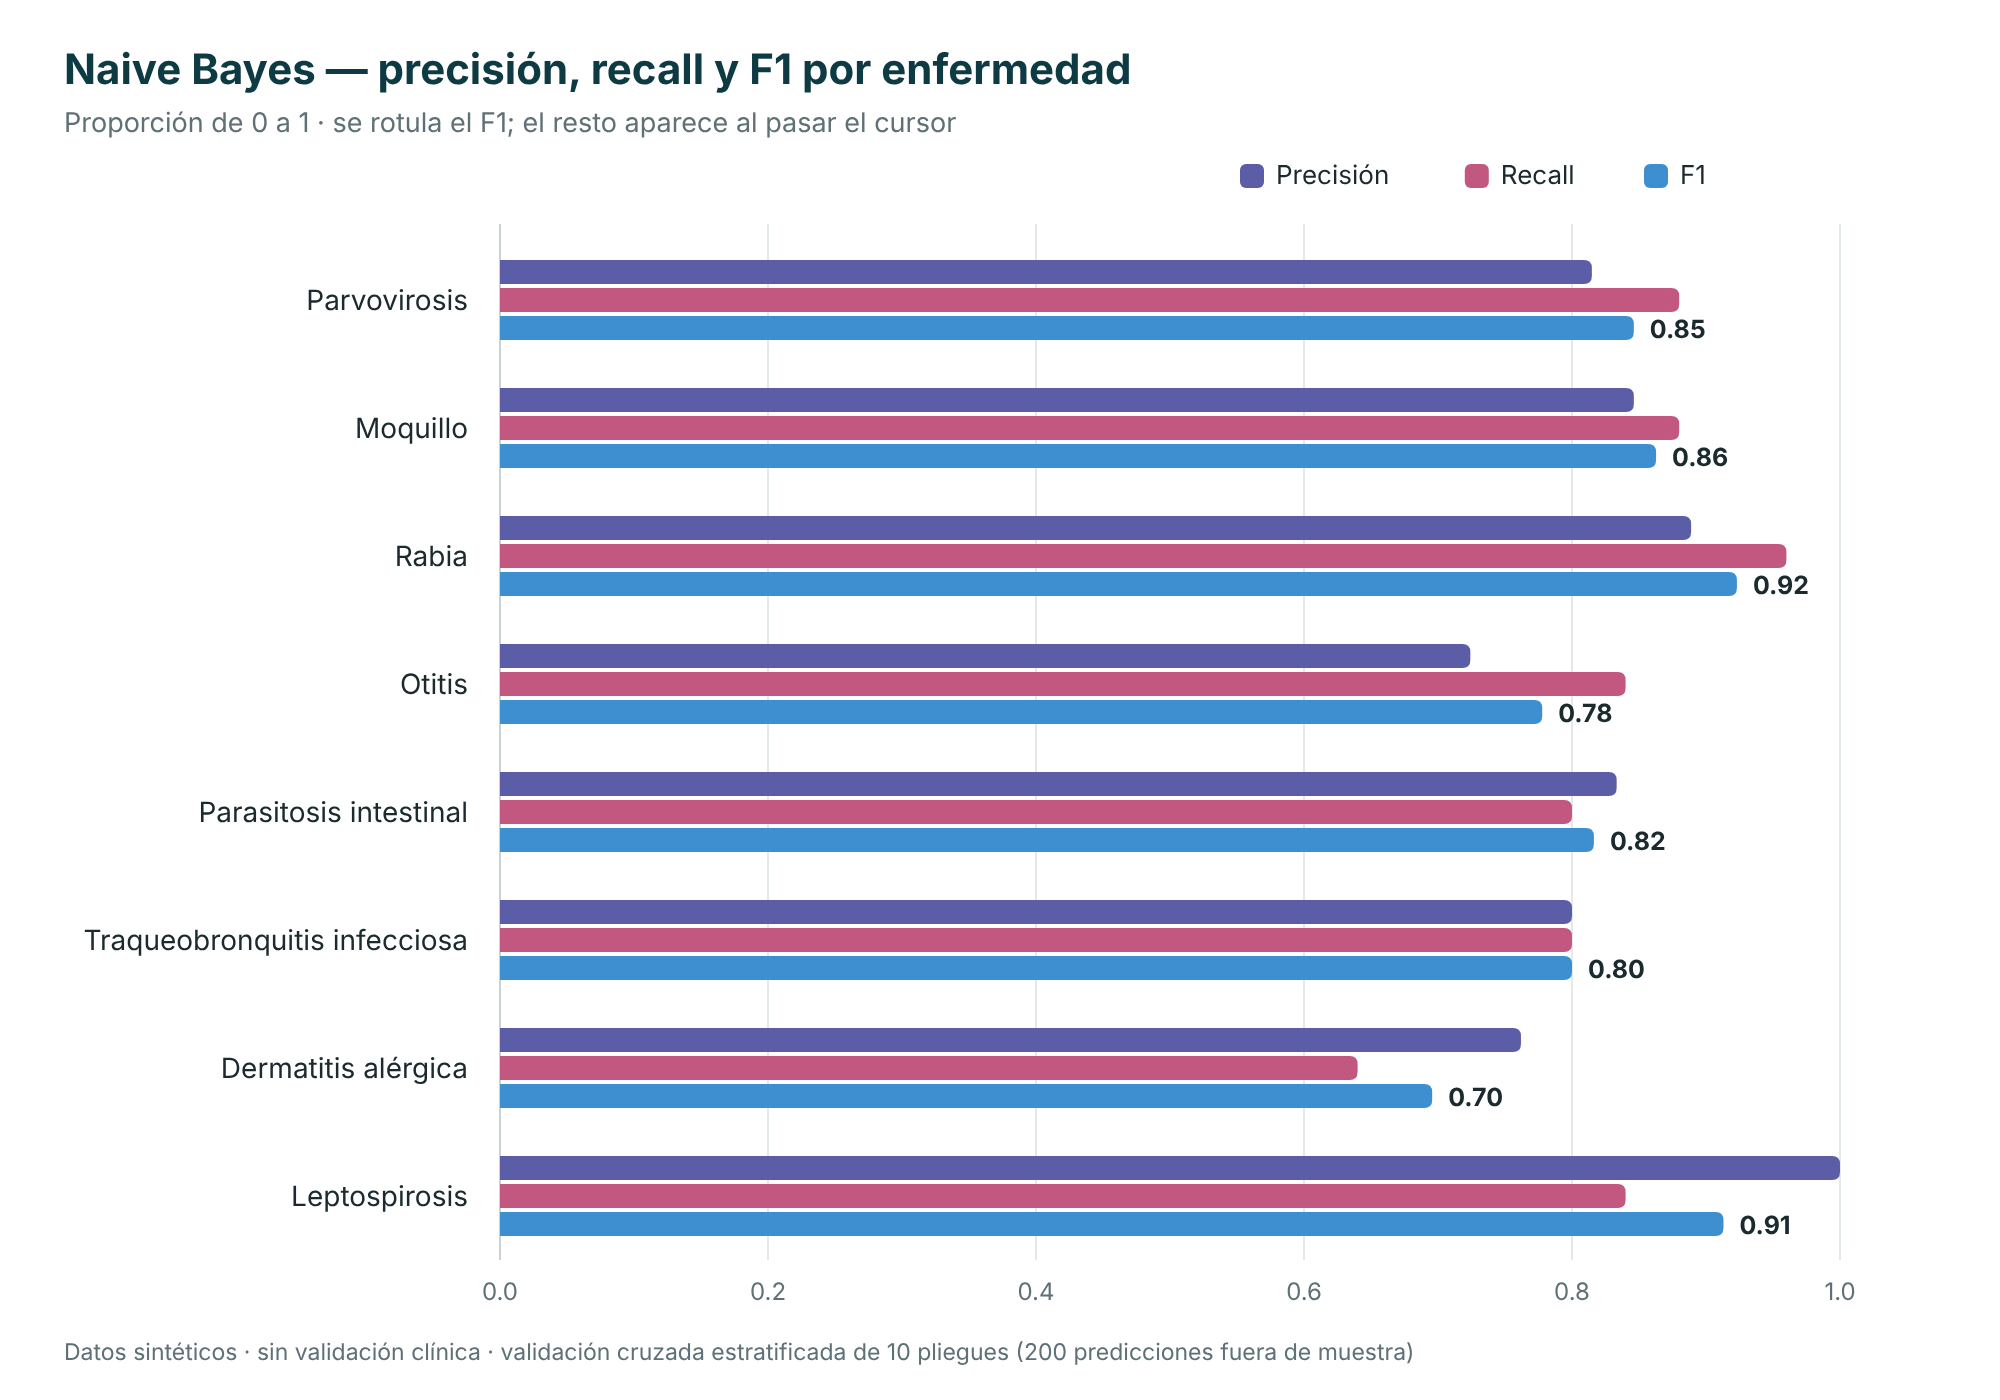 Naive Bayes — precisión, recall y F1 por enfermedad
Proporción de 0 a 1 · se rotula el F1; el resto aparece al pasar el cursor
Precisión
Recall
F1
Parvovirosis
0.85
Moquillo
0.86
Rabia
0.92
Otitis
0.78
Parasitosis intestinal
0.82
Traqueobronquitis infecciosa
0.80
Dermatitis alérgica
0.70
Leptospirosis
0.91
0.0
0.2
0.4
0.6
0.8
1.0
Datos sintéticos · sin validación clínica · validación cruzada estratificada de 10 pliegues (200 predicciones fuera de muestra)